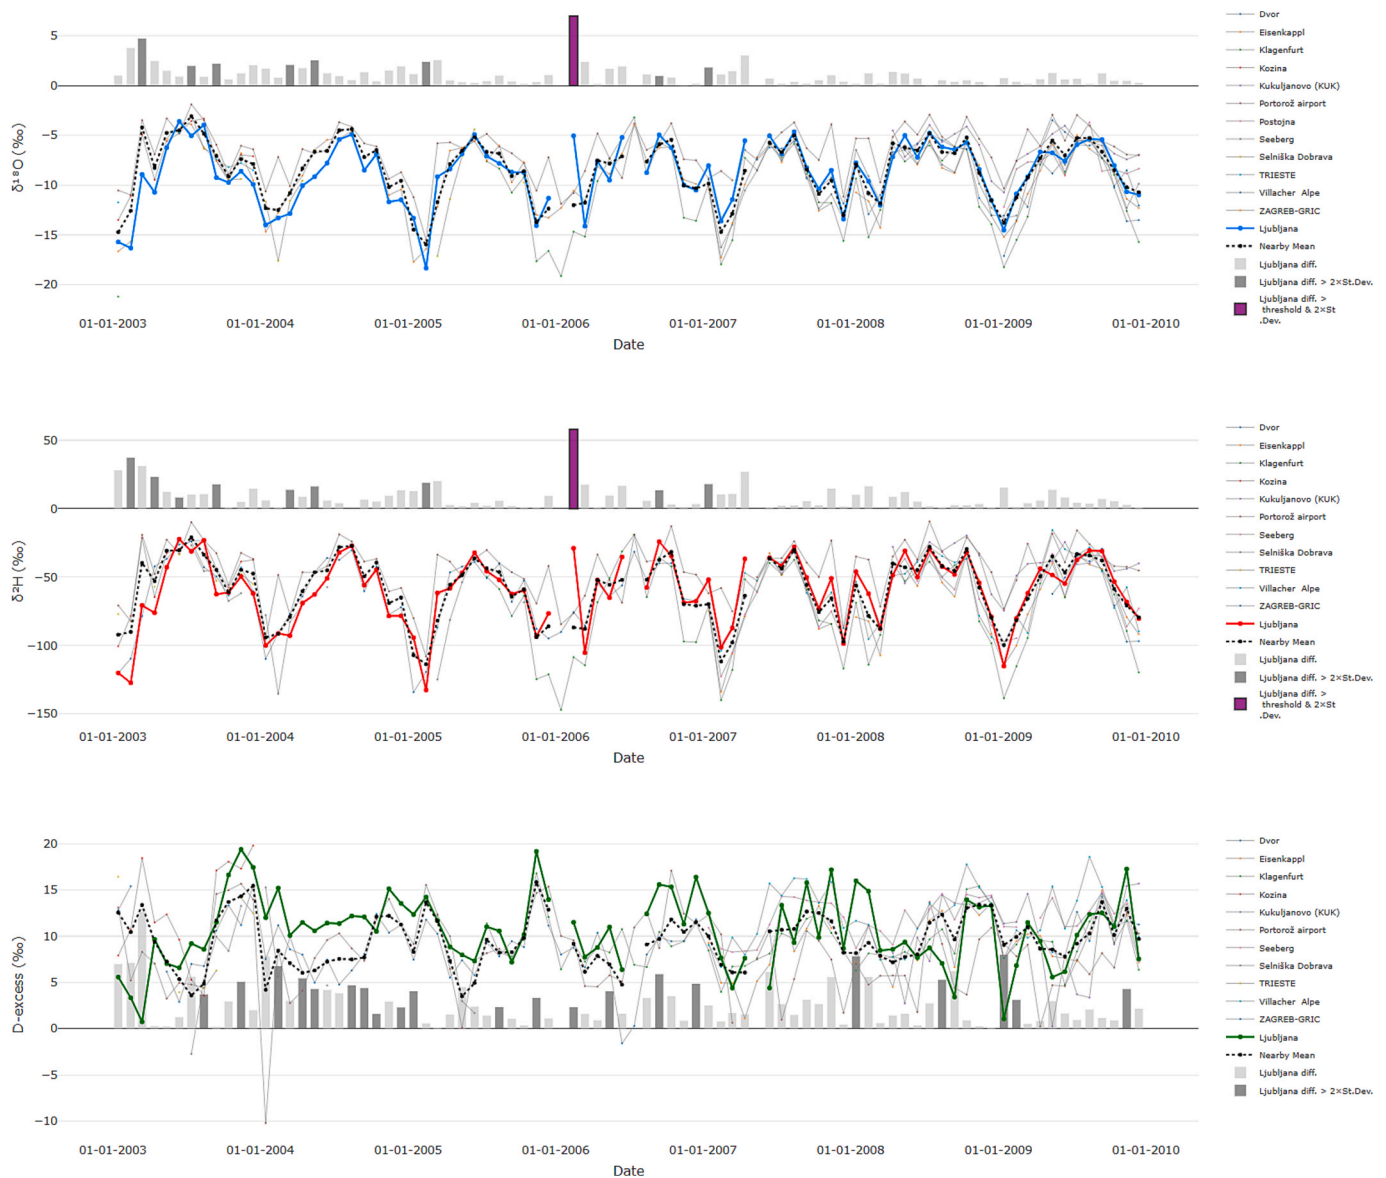 5
0
−5
−10
−15
−20
δ¹⁸O (‰)
01-01-2003
01-01-2004
01-01-2005
01-01-2006
01-01-2007
01-01-2008
01-01-2009
01-01-2010
Date
Dvor
Eisenkappl
Klagenfurt
Kozina
Kukuljanovo (KUK)
Portorož airport
Postojna
Seeberg
Selniška Dobrava
TRIESTE
Villacher Alpe
ZAGREB-GRIC
Ljubljana
Nearby Mean
Ljubljana diff.
Ljubljana diff. > 2×St.Dev.
Ljubljana diff. >
threshold & 2×St
.Dev.
50
0
−50
−100
−150
δ²H (‰)
01-01-2003
01-01-2004
01-01-2005
01-01-2006
01-01-2007
01-01-2008
01-01-2009
01-01-2010
Date
Dvor
Eisenkappl
Klagenfurt
Kozina
Kukuljanovo (KUK)
Portorož airport
Seeberg
Selniška Dobrava
TRIESTE
Villacher Alpe
ZAGREB-GRIC
Ljubljana
Nearby Mean
Ljubljana diff.
Ljubljana diff. > 2×St.Dev.
Ljubljana diff. >
threshold & 2×St
.Dev.
20
15
10
5
0
−5
−10
D-excess (‰)
01-01-2003
01-01-2004
01-01-2005
01-01-2006
01-01-2007
01-01-2008
01-01-2009
01-01-2010
Date
Dvor
Eisenkappl
Klagenfurt
Kozina
Kukuljanovo (KUK)
Portorož airport
Seeberg
Selniška Dobrava
TRIESTE
Villacher Alpe
ZAGREB-GRIC
Ljubljana
Nearby Mean
Ljubljana diff.
Ljubljana diff. > 2×St.Dev.